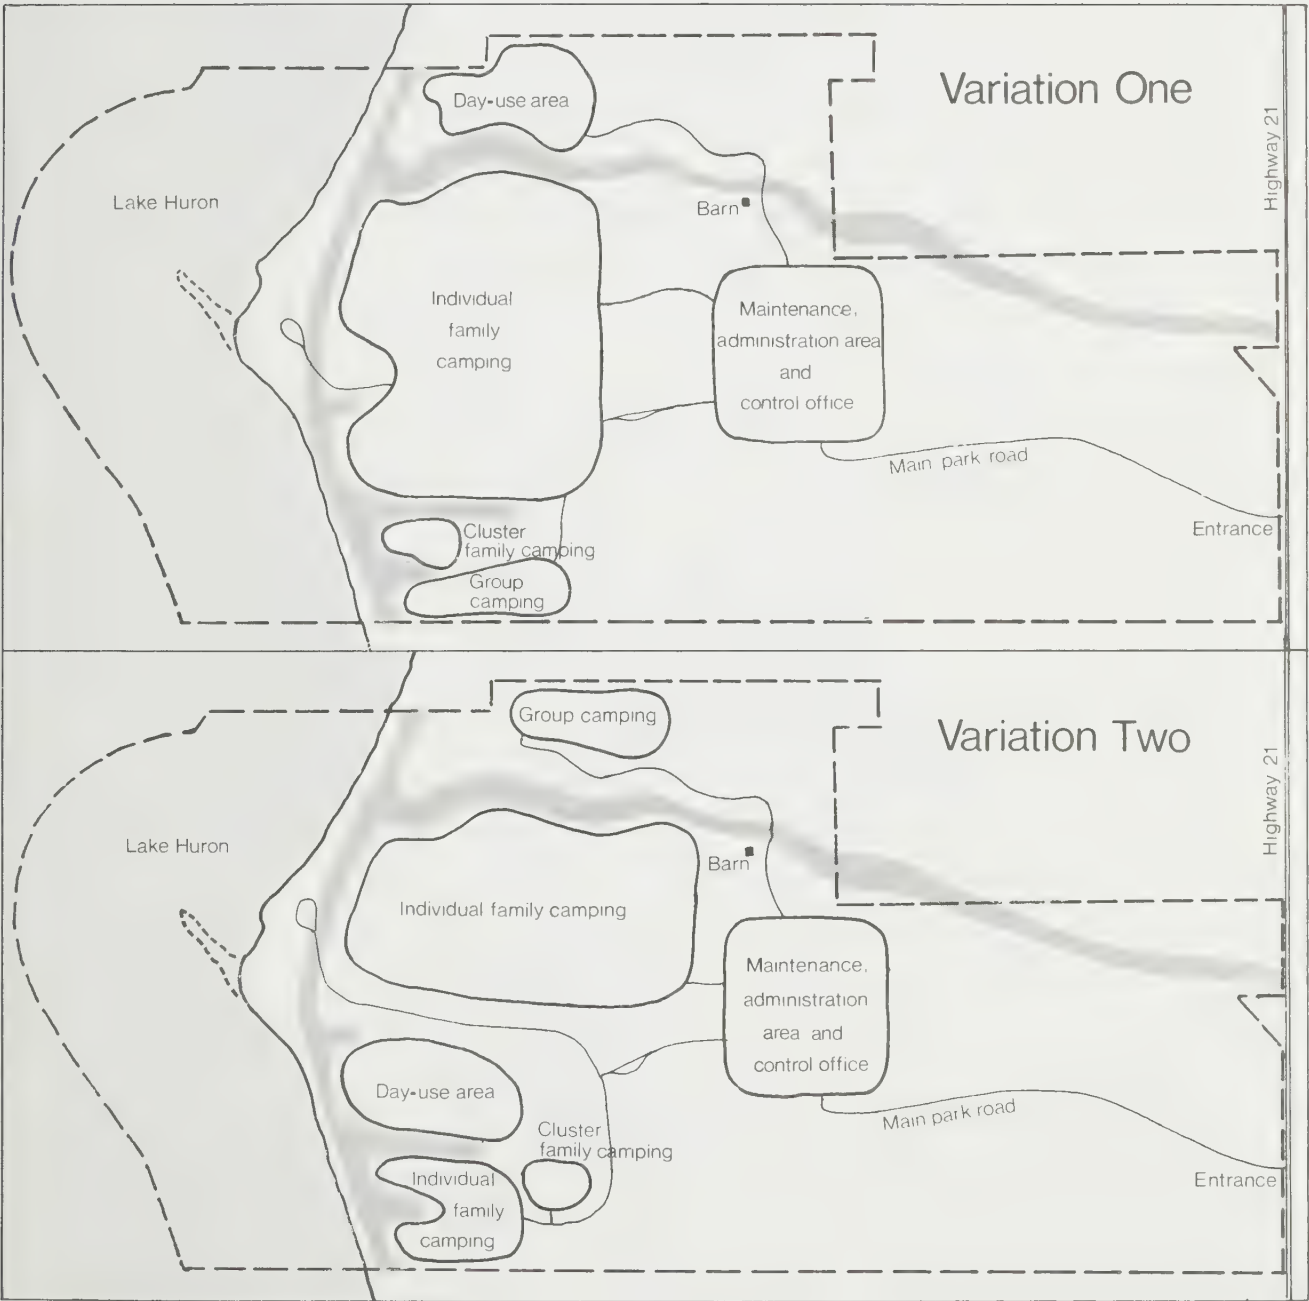 Variation One
Highway 21
Day-use area
Lake Huron
Barn
Individual
family
camping
Maintenance,
administration area
and
control office
Main park road
Entrance
Cluster
family camping
Group
camping
Variation Two
Highway 21
Group camping
Lake Huron
Barn
Individual family camping
Maintenance,
administration
area and
control office
Day-use area
Main park road
Cluster
family camping
Individual
family
camping
Entrance